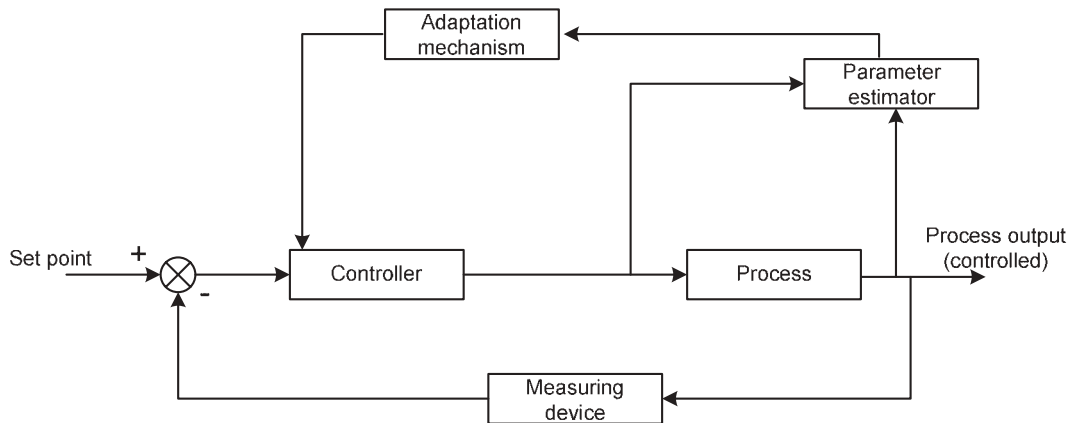 Adaptation
mechanism
Parameter
estimator
Set point
+
-
Controller
Process
Process output
(controlled)
Measuring
device